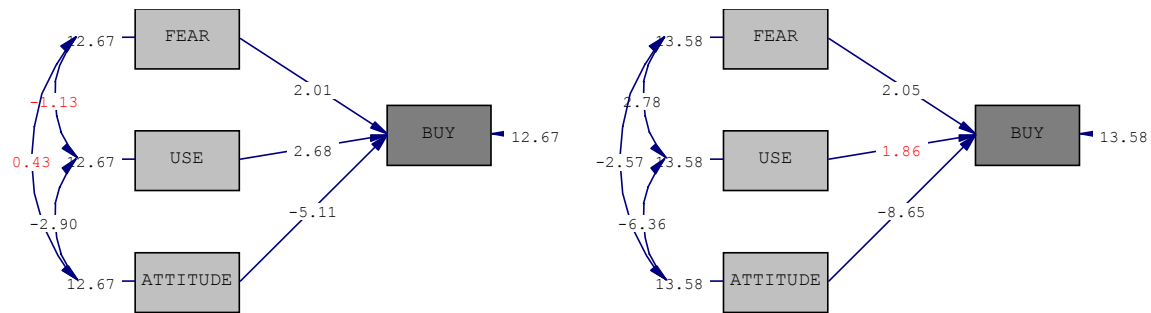 12.67
FEAR
2.01
-1.13
12.67
USE
2.68
BUY
12.67
0.43
-2.90
-5.11
12.67
ATTITUDE
13.58
FEAR
2.05
2.78
13.58
USE
1.86
BUY
13.58
-2.57
-6.36
-8.65
13.58
ATTITUDE